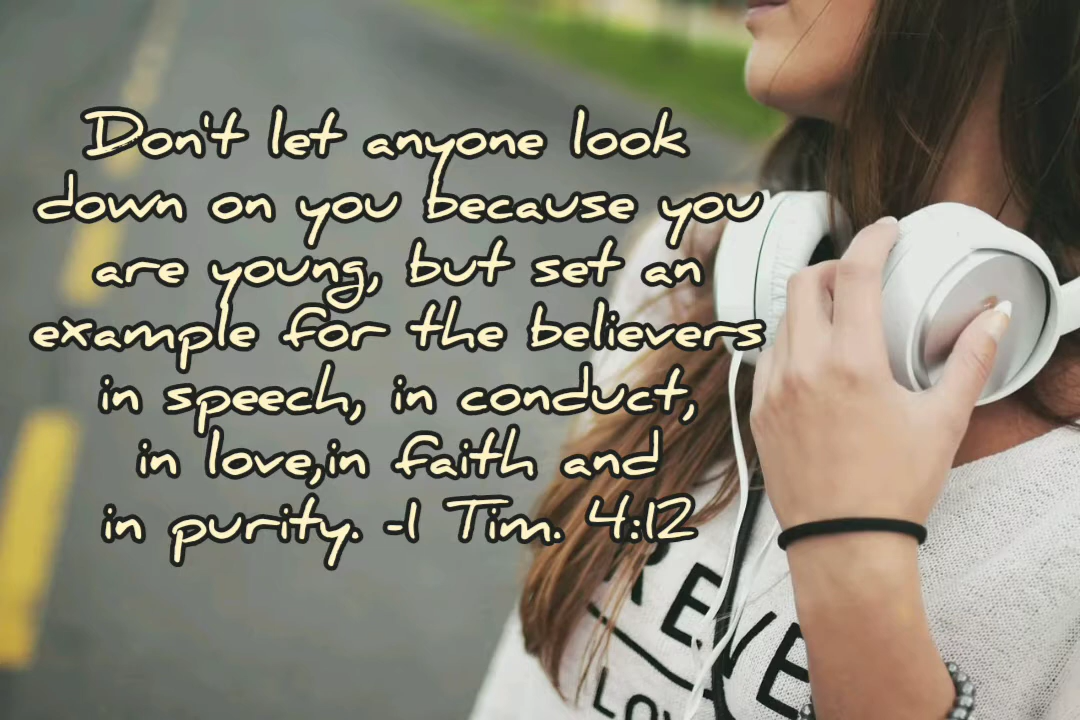 Don't let anyone look
down on you because you
are young, but set an
example for the believers
in speech, in conduct,
in love,in faith and
in purity. -1 Tim. 4:12